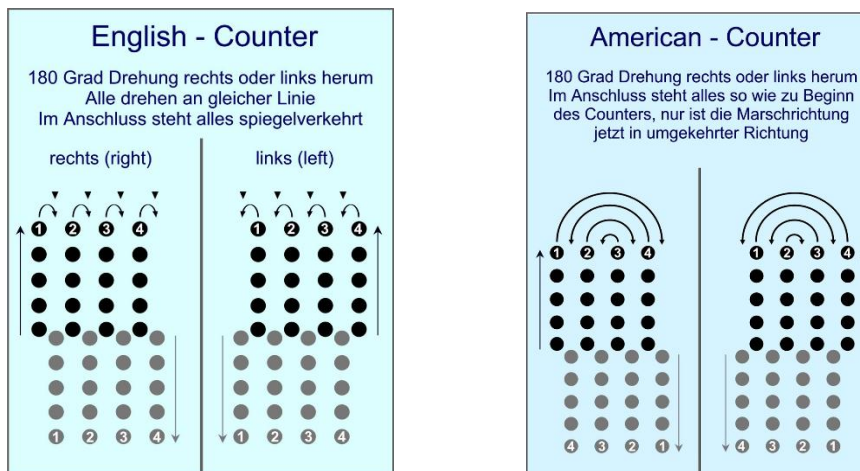 English - Counter
180 Grad Drehung rechts oder links herum
Alle drehen an gleicher Linie
Im Anschluss steht alles spiegelverkehrt
rechts (right)
links (left)
1 2 3 4
1 2 3 4
1 2 3 4
1 2 3 4
American - Counter
180 Grad Drehung rechts oder links herum
Im Anschluss steht alles so wie zu Beginn
des Counters, nur ist die Marschrichtung
jetzt in umgekehrter Richtung
1 2 3 4
1 2 3 4
4 3 2 1
4 3 2 1